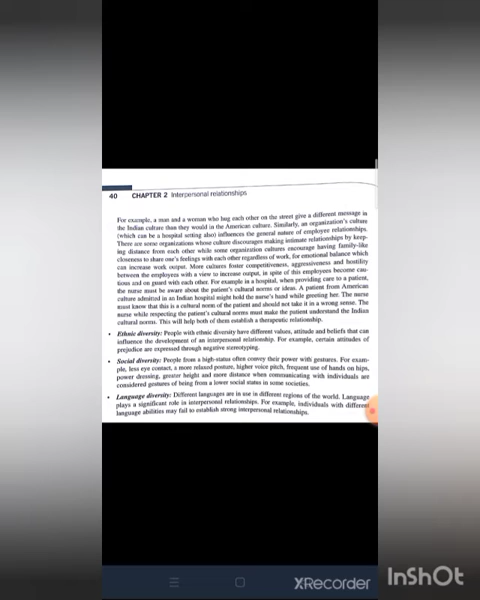 40 CHAPTER 2 Interpersonal relationships
For example, a man and a woman who hug each other on the street give a different message in
the Indian culture than they would in the American culture. Similarly, an organization's culture
(which can be a hospital setting also) influences the general nature of employee relationships.
There are some organizations whose culture discourages making intimate relationships by keep-
ing distance from each other while some organization cultures encourage having family-like
closeness to share one's feelings with each other regardless of work, for emotional balance which
can increase work output. More cultures foster competitiveness, aggressiveness and hostility
between the employees with a view to increase output, in spite of this employees become cau-
tious and on guard with each other. For example in a hospital, when providing care to a patient,
the nurse must be aware about the patient's cultural norms or ideas. A patient from American
culture admitted in an Indian hospital might hold the nurse's hand while greeting her. The nurse
must know that this is a cultural norm of the patient and should not take it in a wrong sense. The
nurse while respecting the patient's cultural norms must make the patient understand the Indian
cultural norms. This will help both of them establish a therapeutic relationship.
• Ethnic diversity: People with ethnic diversity have different values, attitude and beliefs that can
influence the development of an interpersonal relationship. For example, certain attitudes of
prejudice are expressed through negative stereotyping.
• Social diversity: People from a high-status often convey their power with gestures. For exam-
ple, less eye contact, a more relaxed posture, higher voice pitch, frequent use of hands on hips,
power dressing, greater height and more distance when communicating with individuals are
considered gestures of being from a lower social status in some societies.
• Language diversity: Different languages are in use in different regions of the world. Language
plays a significant role in interpersonal relationships. For example, individuals with different
language abilities may fail to establish strong interpersonal relationships.
XRecorder
InShOt